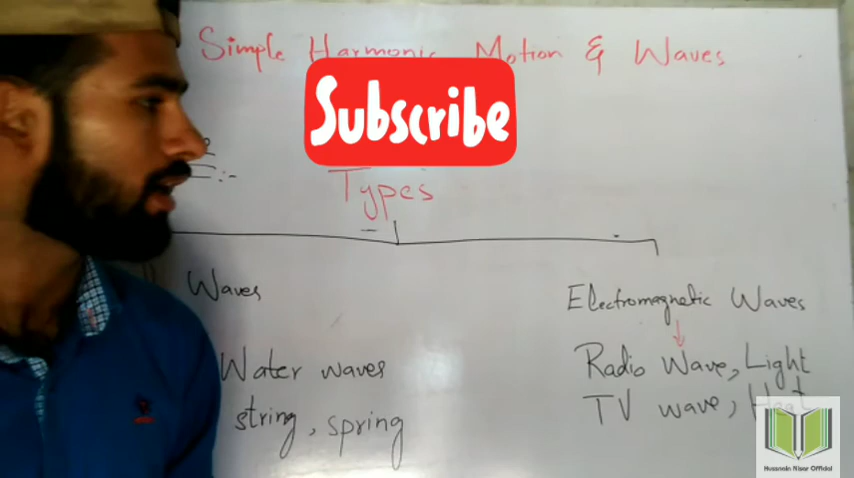 Simple Harmonic Motion & Waves
Subscribe
Types
Waves
Electromagnetic Waves
Water waves
Radio Wave, Light
string, spring
TV wave, Heat
Hussnain Nisar Official